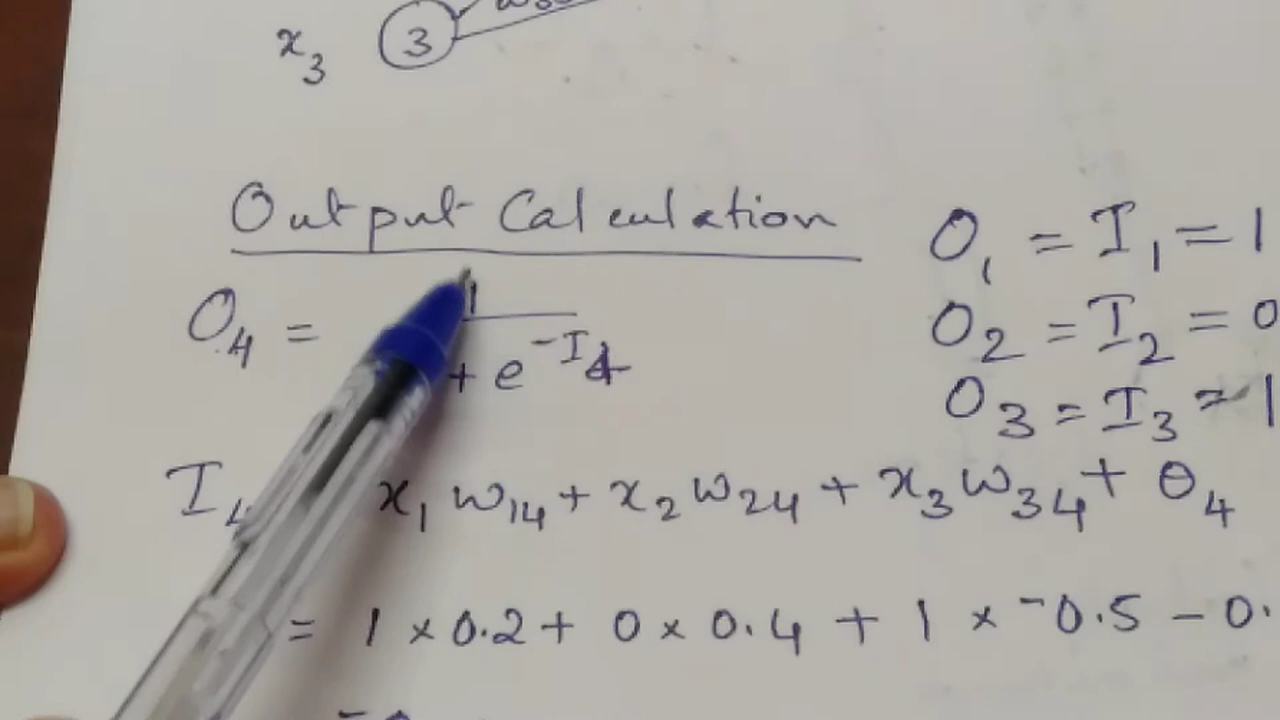 x3 3
Output Calculation
O1 = I1 = 1
O4 = 1
+ e^-I4
O2 = I2 = 0
O3 = I3 = 1
I4 x1 w14 + x2 w24 + x3 w34 + θ4
= 1 × 0.2 + 0 × 0.4 + 1 × -0.5 - 0.